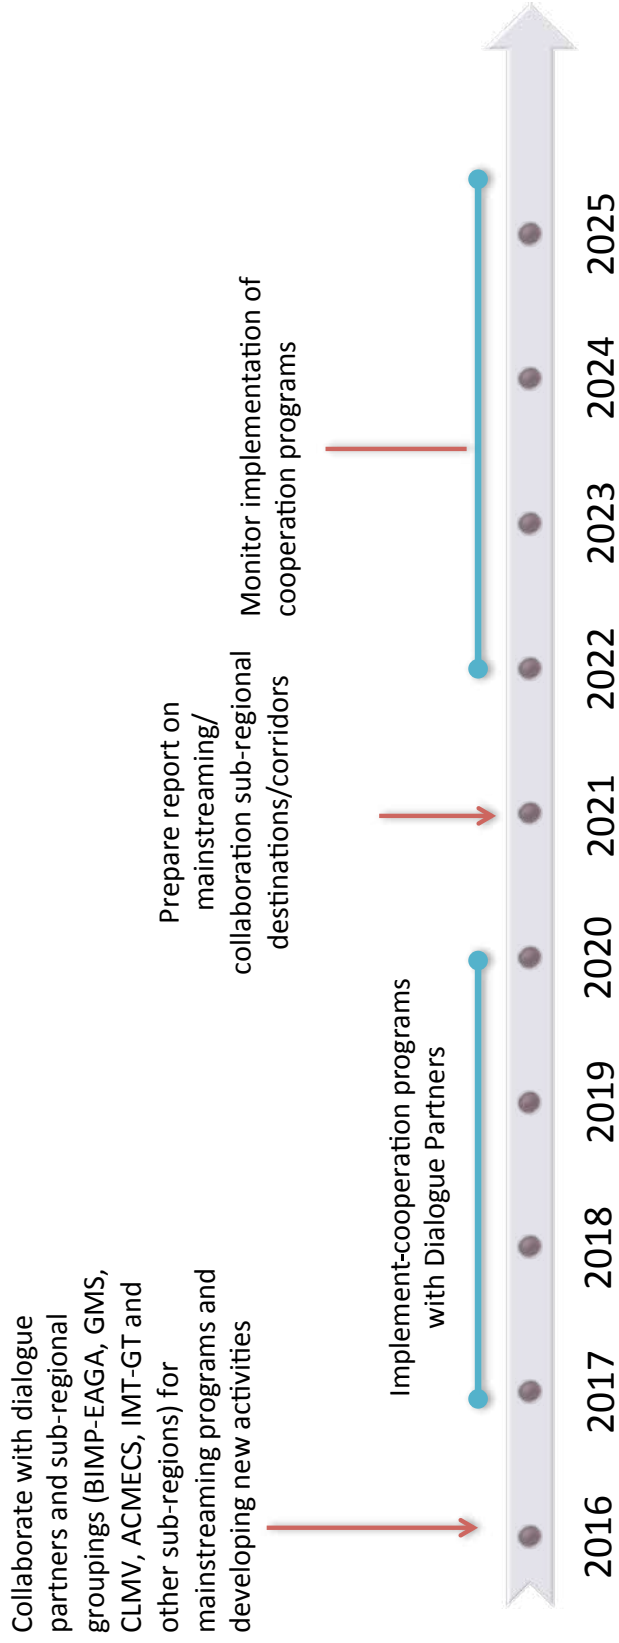 Collaborate with dialogue
partners and sub-regional
groupings (BIMP-EAGA, GMS,
CLMV, ACMECS, IMT-GT and
other sub-regions) for
mainstreaming programs and
developing new activities
Implement-cooperation programs
with Dialogue Partners
Prepare report on
mainstreaming/
collaboration sub-regional
destinations/corridors
Monitor implementation of
cooperation programs
2016
2017
2018
2019
2020
2021
2022
2023
2024
2025